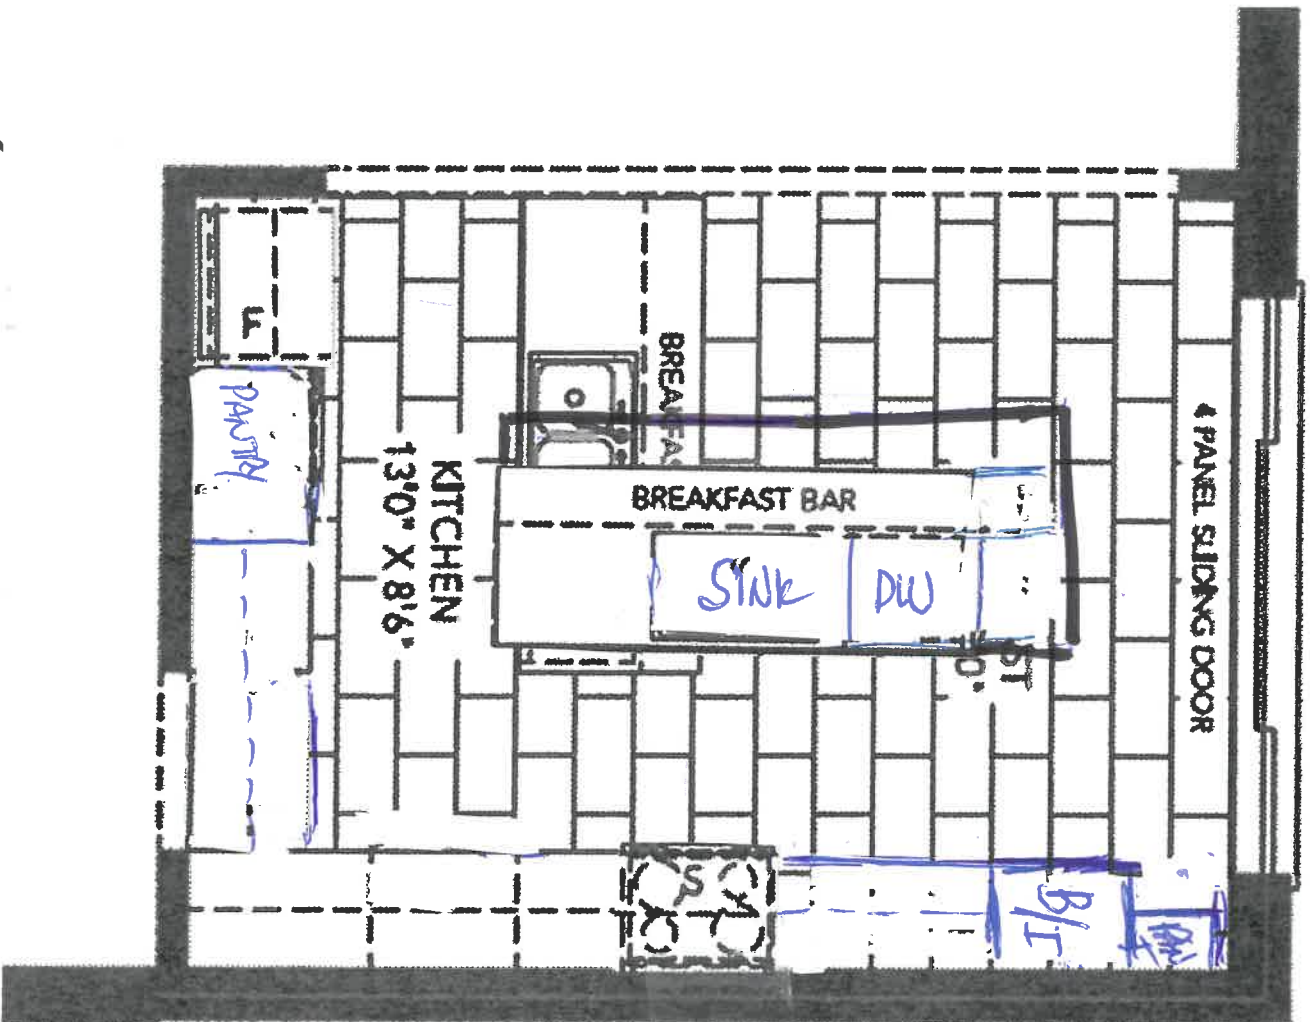 F
PANTRY
KITCHEN
13'0" X 8'6"
BREAKFAST BAR
SINK
DW
4 PANEL SLIDING DOOR
S
B/I